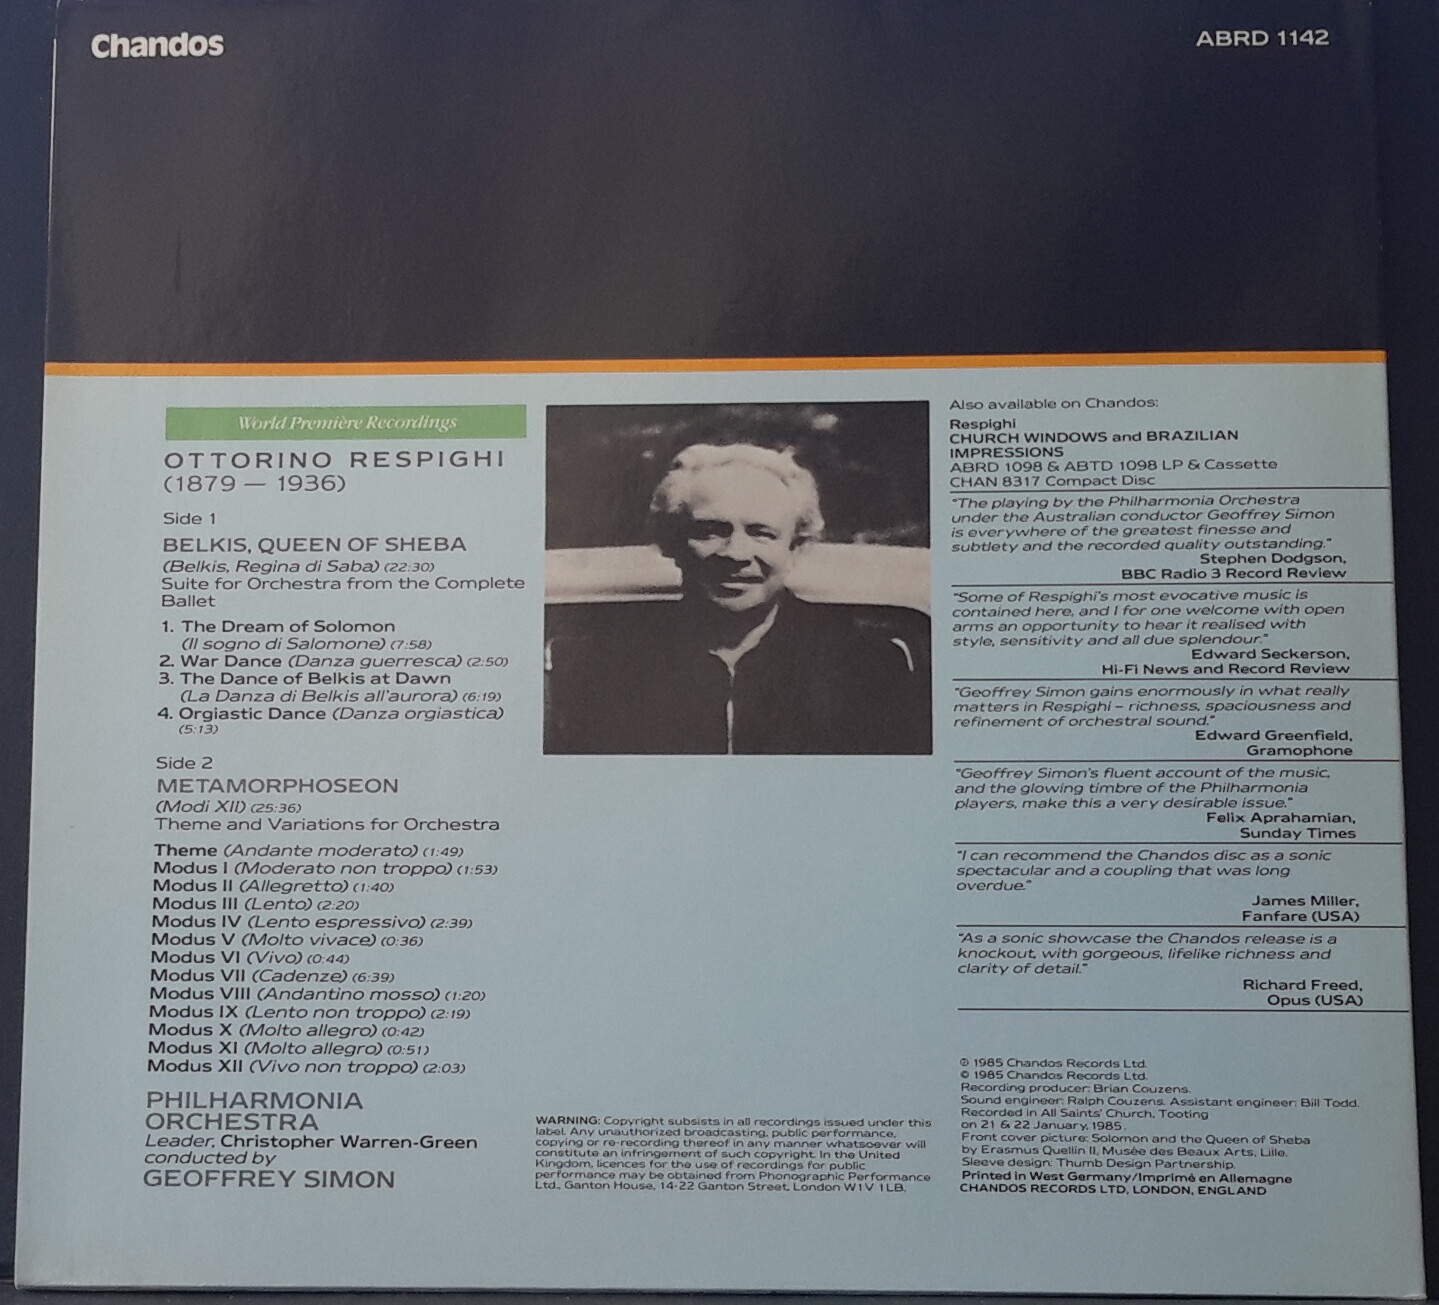 Chandos
ABRD 1142
World Première Recordings
OTTORINO RESPIGHI
(1879 — 1936)
Side 1
BELKIS, QUEEN OF SHEBA
(Belkis, Regina di Saba) (22:30)
Suite for Orchestra from the Complete
Ballet
1. The Dream of Solomon
(Il sogno di Salomone) (7:58)
2. War Dance (Danza guerresca) (2:50)
3. The Dance of Belkis at Dawn
(La Danza di Belkis all'aurora) (6:19)
4. Orgiastic Dance (Danza orgiastica)
(5:13)
Side 2
METAMORPHOSEON
(Modi XII) (25:36)
Theme and Variations for Orchestra
Theme (Andante moderato) (1:49)
Modus I (Moderato non troppo) (1:53)
Modus II (Allegretto) (1:40)
Modus III (Lento) (2:20)
Modus IV (Lento espressivo) (2:39)
Modus V (Molto vivace) (0:36)
Modus VI (Vivo) (0:44)
Modus VII (Cadenze) (6:39)
Modus VIII (Andantino mosso) (1:20)
Modus IX (Lento non troppo) (2:19)
Modus X (Molto allegro) (0:42)
Modus XI (Molto allegro) (0:51)
Modus XII (Vivo non troppo) (2:03)
PHILHARMONIA
ORCHESTRA
Leader, Christopher Warren-Green
conducted by
GEOFFREY SIMON
WARNING: Copyright subsists in all recordings issued under this
label. Any unauthorized broadcasting, public performance,
copying or re-recording thereof in any manner whatsoever will
constitute an infringement of such copyright. In the United
Kingdom, licences for the use of recordings for public
performance may be obtained from Phonographic Performance
Ltd., Ganton House, 14-22 Ganton Street, London W1V 1LB.
Also available on Chandos:
Respighi
CHURCH WINDOWS and BRAZILIAN
IMPRESSIONS
ABRD 1098 & ABTD 1098 LP & Cassette
CHAN 8317 Compact Disc
"The playing by the Philharmonia Orchestra
under the Australian conductor Geoffrey Simon
is everywhere of the greatest finesse and
subtlety and the recorded quality outstanding."
Stephen Dodgson,
BBC Radio 3 Record Review
"Some of Respighi's most evocative music is
contained here, and I for one welcome with open
arms an opportunity to hear it realised with
style, sensitivity and all due splendour."
Edward Seckerson,
Hi-Fi News and Record Review
"Geoffrey Simon gains enormously in what really
matters in Respighi – richness, spaciousness and
refinement of orchestral sound."
Edward Greenfield,
Gramophone
"Geoffrey Simon's fluent account of the music,
and the glowing timbre of the Philharmonia
players, make this a very desirable issue."
Felix Aprahamian,
Sunday Times
"I can recommend the Chandos disc as a sonic
spectacular and a coupling that was long
overdue."
James Miller,
Fanfare (USA)
"As a sonic showcase the Chandos release is a
knockout, with gorgeous, lifelike richness and
clarity of detail."
Richard Freed,
Opus (USA)
℗ 1985 Chandos Records Ltd.
© 1985 Chandos Records Ltd.
Recording producer: Brian Couzens.
Sound engineer: Ralph Couzens. Assistant engineer: Bill Todd.
Recorded in All Saints' Church, Tooting
on 21 & 22 January, 1985.
Front cover picture: Solomon and the Queen of Sheba
by Erasmus Quellin II, Musée des Beaux Arts, Lille.
Sleeve design: Thumb Design Partnership.
Printed in West Germany/Imprimé en Allemagne
CHANDOS RECORDS LTD, LONDON, ENGLAND